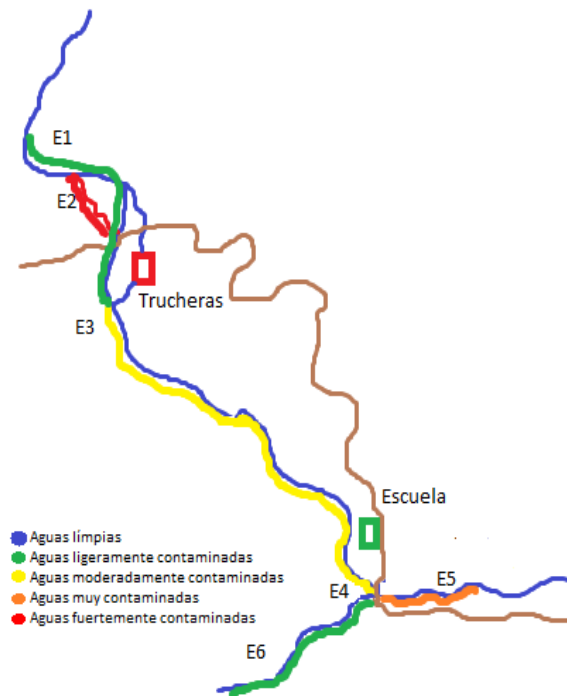 E1
E2
Trucheras
E3
Escuela
Aguas límpias
Aguas ligeramente contaminadas
Aguas moderadamente contaminadas
Aguas muy contaminadas
Aguas fuertemente contaminadas
E4
E5
E6